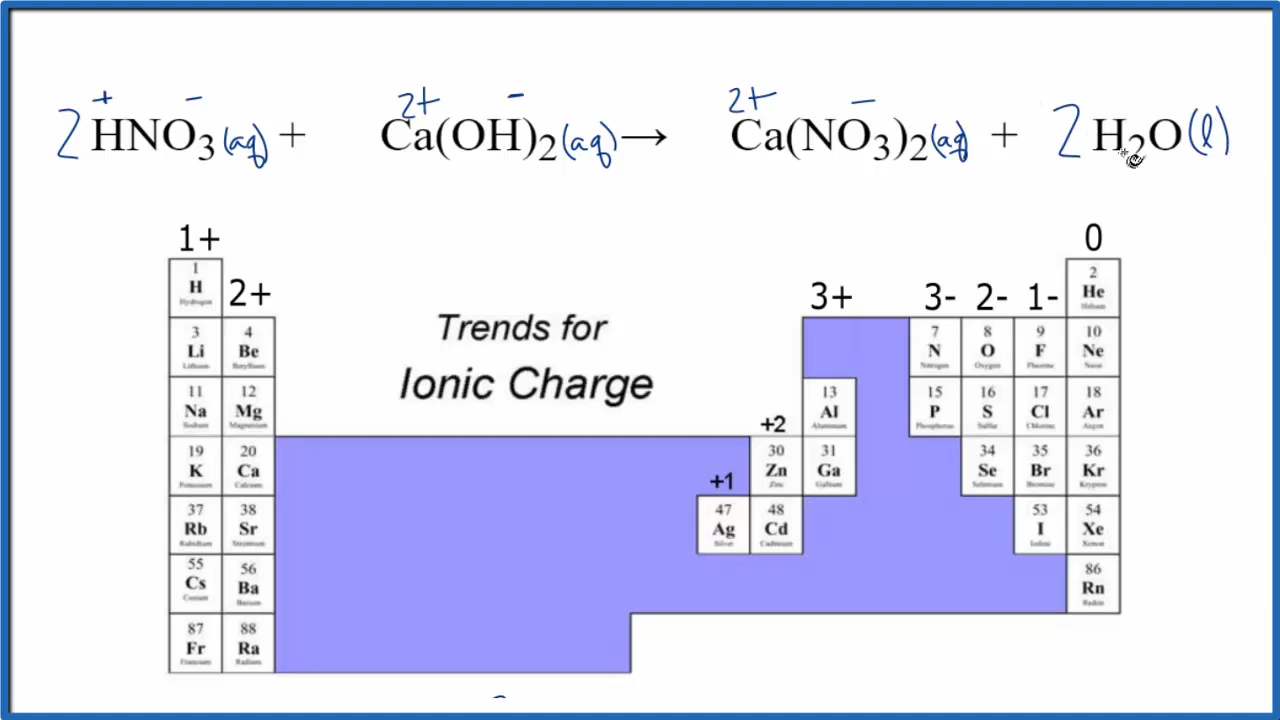 2 HNO₃(aq) + Ca(OH)₂(aq) → Ca(NO₃)₂(aq) + 2 H₂O(l)
+ − 2+ − 2+ −
1+ 0
1 2
H He
Hydrogen Helium
2+ 3+ 3- 2- 1-
Trends for
Ionic Charge
3 4 7 8 9 10
Li Be N O F Ne
Lithium Beryllium Nitrogen Oxygen Fluorine Neon
11 12 13 15 16 17 18
Na Mg Al P S Cl Ar
Sodium Magnesium Aluminum Phosphorus Sulfur Chlorine Argon
+2
19 20 30 31 34 35 36
K Ca Zn Ga Se Br Kr
Potassium Calcium Zinc Gallium Selenium Bromine Krypton
+1
37 38 47 48 53 54
Rb Sr Ag Cd I Xe
Rubidium Strontium Silver Cadmium Iodine Xenon
55 56 86
Cs Ba Rn
Cesium Barium Radon
87 88
Fr Ra
Francium Radium